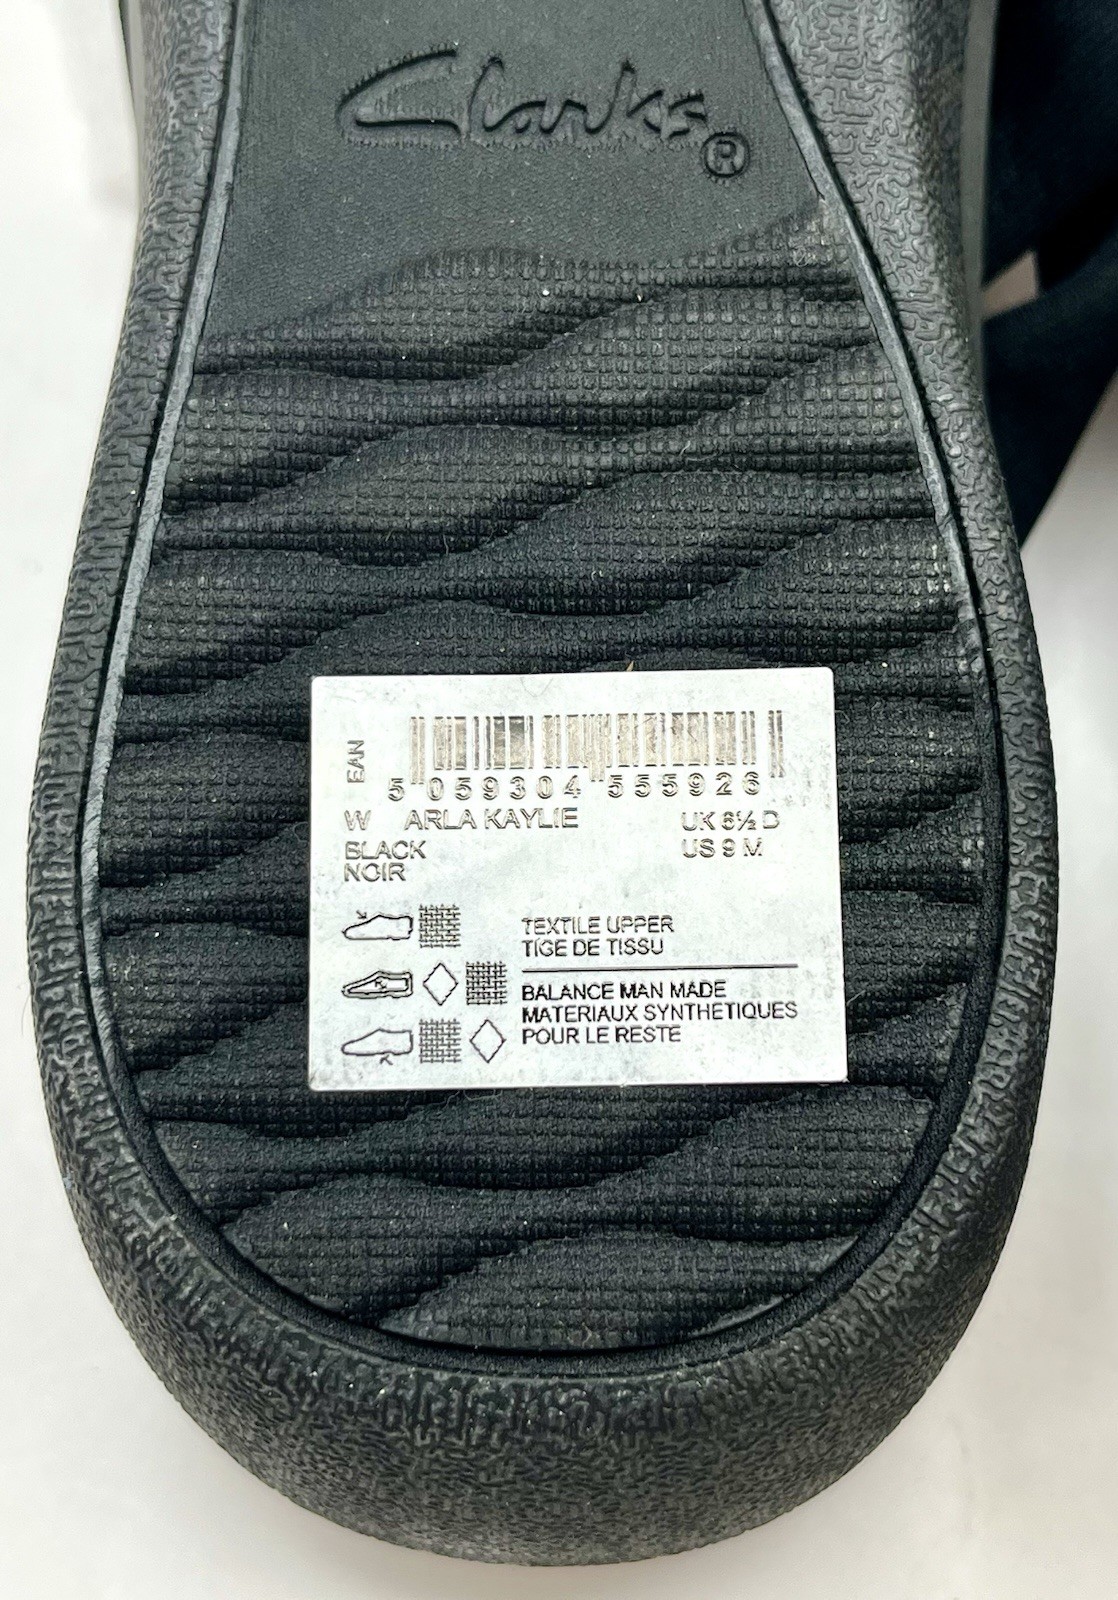 Clarks®
EAN
5 059304 555926
W ARLA KAYLIE UK 6½ D
BLACK US 9 M
NOIR
TEXTILE UPPER
TIGE DE TISSU
BALANCE MAN MADE
MATERIAUX SYNTHETIQUES
POUR LE RESTE